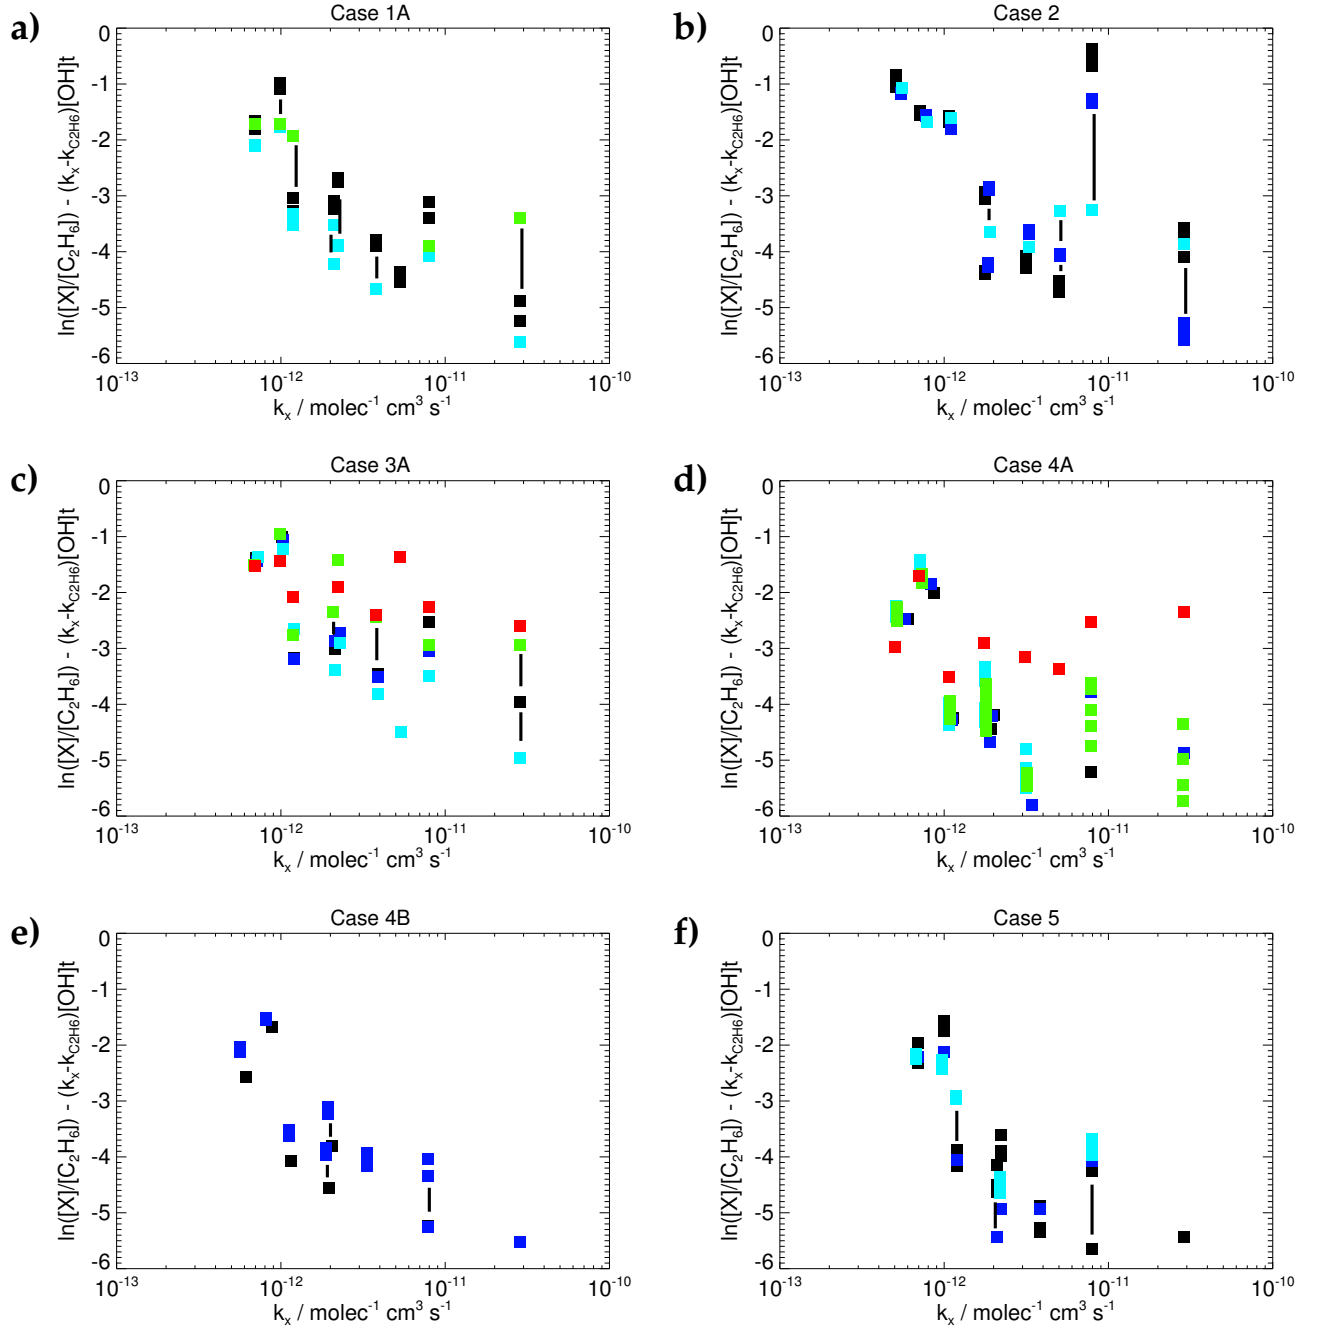 a)
Case 1A
ln([X]/[C₂H₆]) - (kₓ-k_C2H6)[OH]t
0
-1
-2
-3
-4
-5
-6
10⁻¹³
10⁻¹²
10⁻¹¹
10⁻¹⁰
kₓ / molec⁻¹ cm³ s⁻¹
b)
Case 2
ln([X]/[C₂H₆]) - (kₓ-k_C2H6)[OH]t
0
-1
-2
-3
-4
-5
-6
10⁻¹³
10⁻¹²
10⁻¹¹
10⁻¹⁰
kₓ / molec⁻¹ cm³ s⁻¹
c)
Case 3A
ln([X]/[C₂H₆]) - (kₓ-k_C2H6)[OH]t
0
-1
-2
-3
-4
-5
-6
10⁻¹³
10⁻¹²
10⁻¹¹
10⁻¹⁰
kₓ / molec⁻¹ cm³ s⁻¹
d)
Case 4A
ln([X]/[C₂H₆]) - (kₓ-k_C2H6)[OH]t
0
-1
-2
-3
-4
-5
-6
10⁻¹³
10⁻¹²
10⁻¹¹
10⁻¹⁰
kₓ / molec⁻¹ cm³ s⁻¹
e)
Case 4B
ln([X]/[C₂H₆]) - (kₓ-k_C2H6)[OH]t
0
-1
-2
-3
-4
-5
-6
10⁻¹³
10⁻¹²
10⁻¹¹
10⁻¹⁰
kₓ / molec⁻¹ cm³ s⁻¹
f)
Case 5
ln([X]/[C₂H₆]) - (kₓ-k_C2H6)[OH]t
0
-1
-2
-3
-4
-5
-6
10⁻¹³
10⁻¹²
10⁻¹¹
10⁻¹⁰
kₓ / molec⁻¹ cm³ s⁻¹